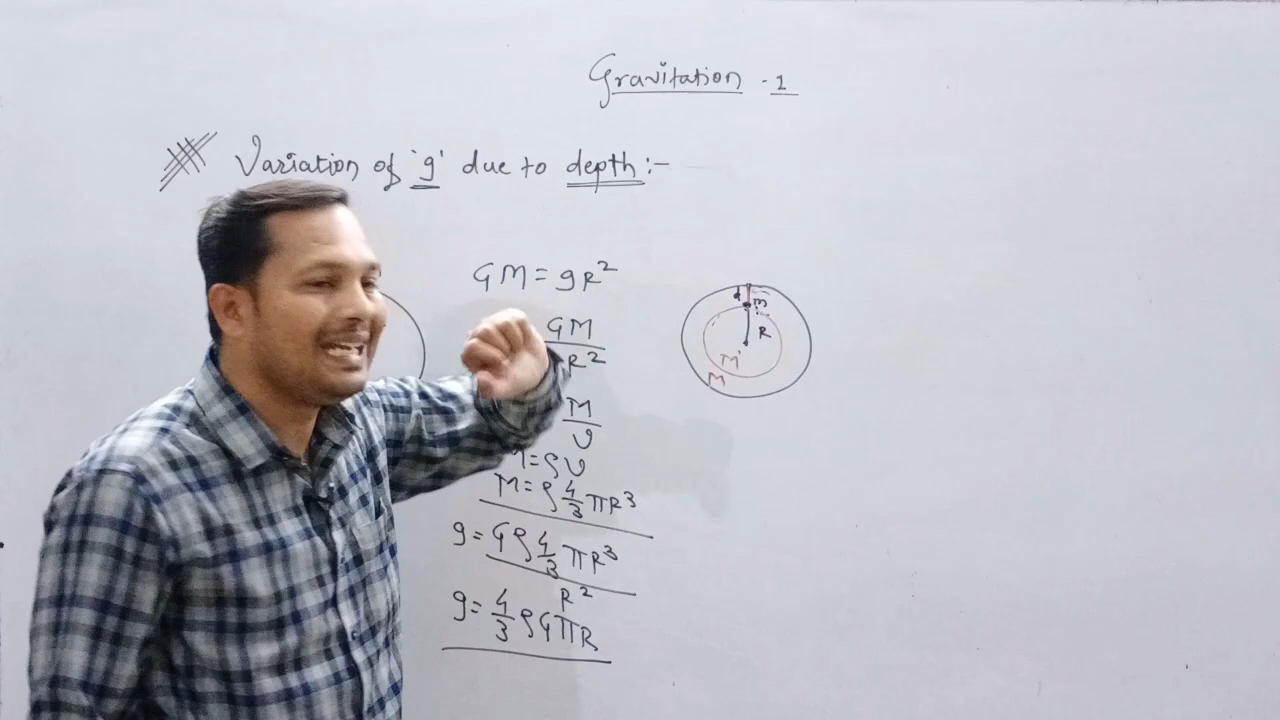 Gravitation -1
Variation of 'g' due to depth:-
GM = gR²
GM
R²
M
V
= ρV
M = ρ 4/3 πR³
g = Gρ 4/3 πR³
R²
g = 4/3 ρGπR
d
m
R
M'
M